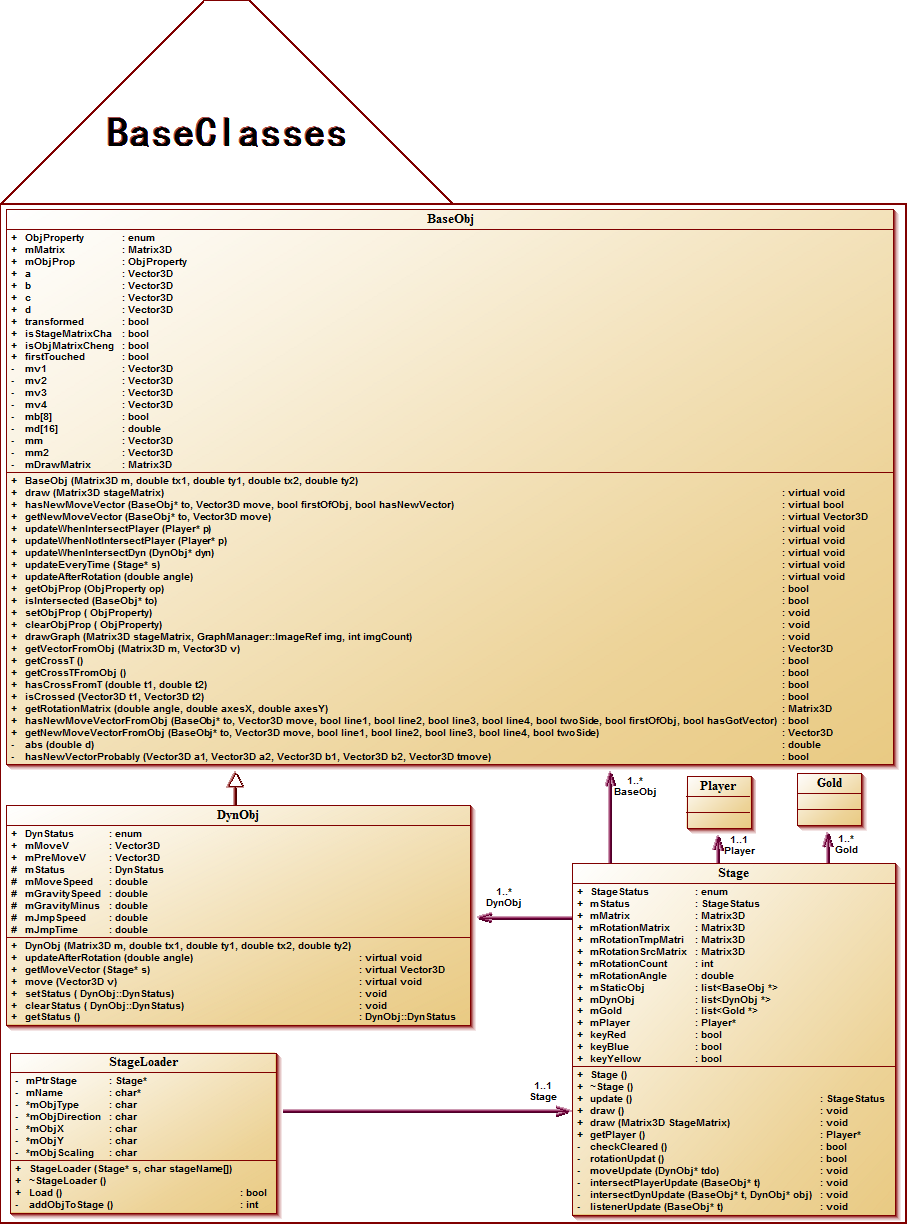 BaseClasses
BaseObj
+ ObjProperty : enum
+ mMatrix : Matrix3D
+ mObjProp : ObjProperty
+ a : Vector3D
+ b : Vector3D
+ c : Vector3D
+ d : Vector3D
+ transformed : bool
+ isStageMatrixCha : bool
+ isObjMatrixCheng : bool
+ firstTouched : bool
- mv1 : Vector3D
- mv2 : Vector3D
- mv3 : Vector3D
- mv4 : Vector3D
- mb[8] : bool
- md[16] : double
- mm : Vector3D
- mm2 : Vector3D
- mDrawMatrix : Matrix3D
+ BaseObj (Matrix3D m, double tx1, double ty1, double tx2, double ty2)
+ draw (Matrix3D stageMatrix) : virtual void
+ hasNewMoveVector (BaseObj* to, Vector3D move, bool firstOfObj, bool hasNewVector) : virtual bool
+ getNewMoveVector (BaseObj* to, Vector3D move) : virtual Vector3D
+ updateWhenIntersectPlayer (Player* p) : virtual void
+ updateWhenNotIntersectPlayer (Player* p) : virtual void
+ updateWhenIntersectDyn (DynObj* dyn) : virtual void
+ updateEveryTime (Stage* s) : virtual void
+ updateAfterRotation (double angle) : virtual void
+ getObjProp (ObjProperty op) : bool
+ isIntersected (BaseObj* to) : bool
+ setObjProp ( ObjProperty) : void
+ clearObjProp ( ObjProperty) : void
+ drawGraph (Matrix3D stageMatrix, GraphManager::ImageRef img, int imgCount) : void
+ getVectorFromObj (Matrix3D m, Vector3D v) : Vector3D
+ getCrossT () : bool
+ getCrossTFromObj () : bool
+ hasCrossFromT (double t1, double t2) : bool
+ isCrossed (Vector3D t1, Vector3D t2) : bool
+ getRotationMatrix (double angle, double axesX, double axesY) : Matrix3D
+ hasNewMoveVectorFromObj (BaseObj* to, Vector3D move, bool line1, bool line2, bool line3, bool line4, bool twoSide, bool firstOfObj, bool hasGotVector) : bool
+ getNewMoveVectorFromObj (BaseObj* to, Vector3D move, bool line1, bool line2, bool line3, bool line4, bool twoSide) : Vector3D
- abs (double d) : double
- hasNewVectorProbably (Vector3D a1, Vector3D a2, Vector3D b1, Vector3D b2, Vector3D tmove) : bool
1..*
BaseObj
Player
1..1
Player
Gold
1..*
Gold
DynObj
+ DynStatus : enum
+ mMoveV : Vector3D
+ mPreMoveV : Vector3D
# mStatus : DynStatus
# mMoveSpeed : double
# mGravitySpeed : double
# mGravityMinus : double
# mJmpSpeed : double
# mJmpTime : double
+ DynObj (Matrix3D m, double tx1, double ty1, double tx2, double ty2)
+ updateAfterRotation (double angle) : virtual void
+ getMoveVector (Stage* s) : virtual Vector3D
+ move (Vector3D v) : virtual void
+ setStatus ( DynObj::DynStatus) : void
+ clearStatus ( DynObj::DynStatus) : void
+ getStatus () : DynObj::DynStatus
1..*
DynObj
Stage
+ StageStatus : enum
+ mStatus : StageStatus
+ mMatrix : Matrix3D
+ mRotationMatrix : Matrix3D
+ mRotationTmpMatri : Matrix3D
+ mRotationSrcMatrix : Matrix3D
+ mRotationCount : int
+ mRotationAngle : double
+ mStaticObj : list<BaseObj *>
+ mDynObj : list<DynObj *>
+ mGold : list<Gold *>
+ mPlayer : Player*
+ keyRed : bool
+ keyBlue : bool
+ keyYellow : bool
+ Stage ()
+ ~Stage ()
+ update () : StageStatus
+ draw () : void
+ draw (Matrix3D StageMatrix) : void
+ getPlayer () : Player*
- checkCleared () : bool
- rotationUpdat () : bool
- moveUpdate (DynObj* tdo) : void
- intersectPlayerUpdate (BaseObj* t) : void
- intersectDynUpdate (BaseObj* t, DynObj* obj) : void
- listenerUpdate (BaseObj* t) : void
StageLoader
- mPtrStage : Stage*
- mName : char*
- *mObjType : char
- *mObjDirection : char
- *mObjX : char
- *mObjY : char
- *mObjScaling : char
+ StageLoader (Stage* s, char stageName[])
+ ~StageLoader ()
+ Load () : bool
- addObjToStage () : int
1..1
Stage